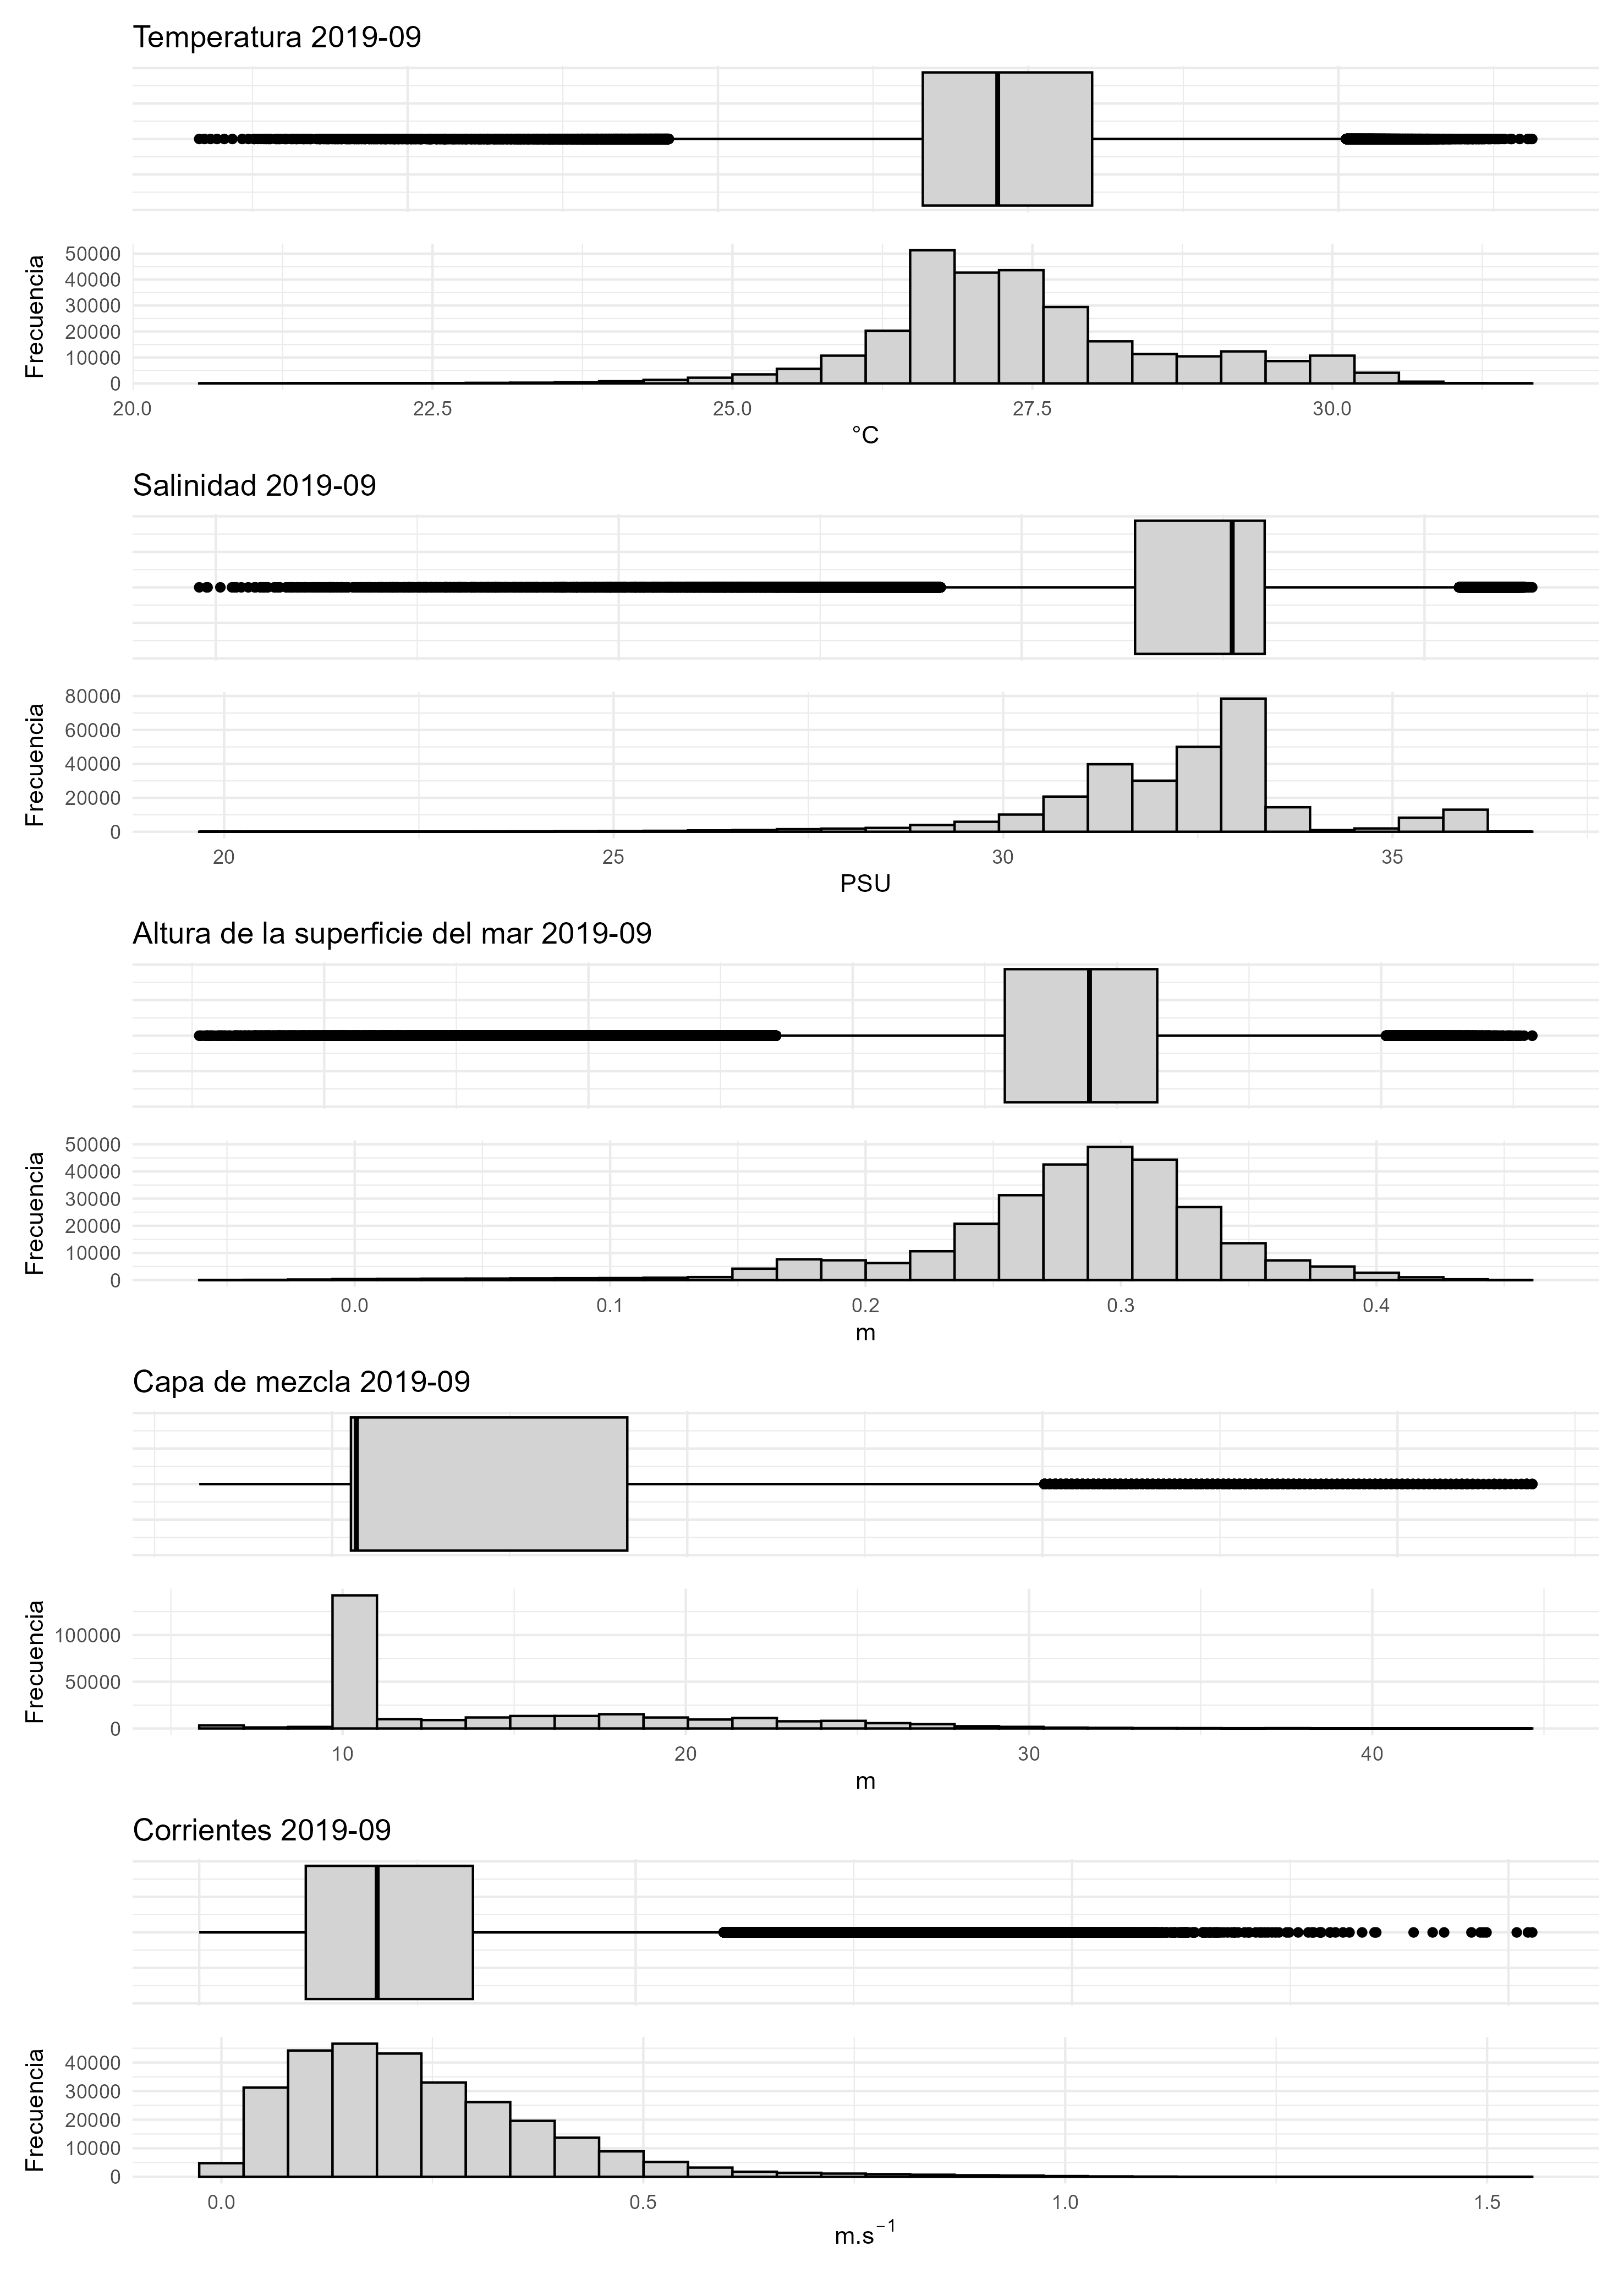 Temperatura 2019-09
Frecuencia
50000
40000
30000
20000
10000
0
20.0 22.5 25.0 27.5 30.0
°C
Salinidad 2019-09
Frecuencia
80000
60000
40000
20000
0
20 25 30 35
PSU
Altura de la superficie del mar 2019-09
Frecuencia
50000
40000
30000
20000
10000
0
0.0 0.1 0.2 0.3 0.4
m
Capa de mezcla 2019-09
Frecuencia
100000
50000
0
10 20 30 40
m
Corrientes 2019-09
Frecuencia
40000
30000
20000
10000
0
0.0 0.5 1.0 1.5
m.s⁻¹